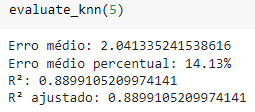 evaluate_knn(5)
Erro médio: 2.041335241538616
Erro médio percentual: 14.13%
R²: 0.8899105209974141
R² ajustado: 0.8899105209974141